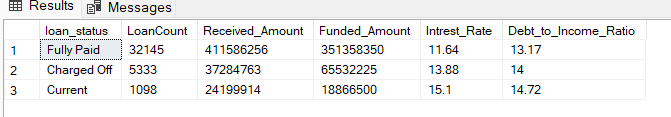 Results Messages
loan_status LoanCount Received_Amount Funded_Amount Intrest_Rate Debt_to_Income_Ratio
1 Fully Paid 32145 411586256 351358350 11.64 13.17
2 Charged Off 5333 37284763 65532225 13.88 14
3 Current 1098 24199914 18866500 15.1 14.72